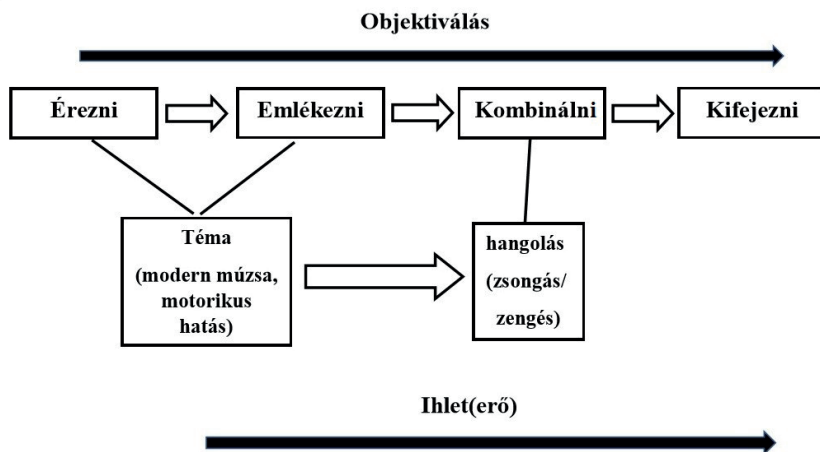 Objektiválás
Érezni
Emlékezni
Kombinálni
Kifejezni
Téma
(modern múzsa,
motorikus
hatás)
hangolás
(zsongás/
zengés)
Ihlet(erő)